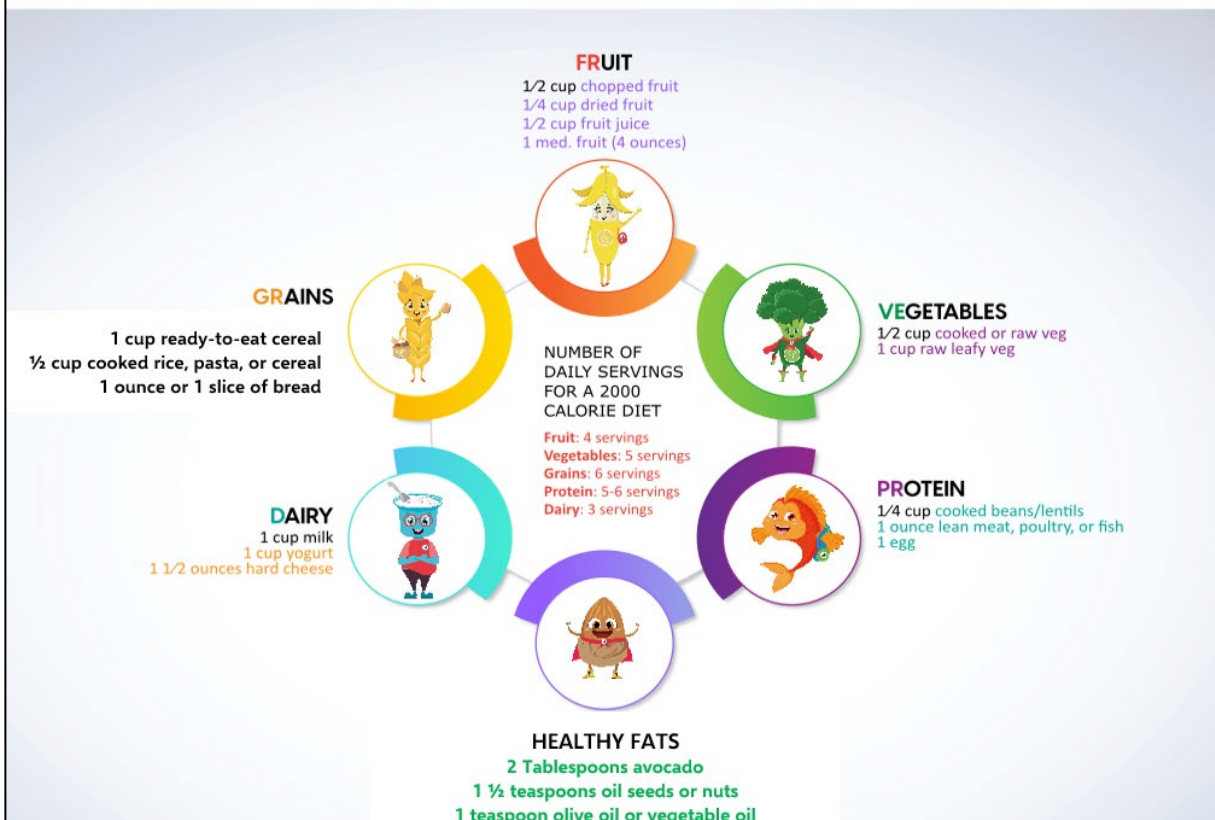 FRUIT
1/2 cup chopped fruit
1/4 cup dried fruit
1/2 cup fruit juice
1 med. fruit (4 ounces)
GRAINS
1 cup ready-to-eat cereal
½ cup cooked rice, pasta, or cereal
1 ounce or 1 slice of bread
VEGETABLES
1/2 cup cooked or raw veg
1 cup raw leafy veg
NUMBER OF
DAILY SERVINGS
FOR A 2000
CALORIE DIET
Fruit: 4 servings
Vegetables: 5 servings
Grains: 6 servings
Protein: 5-6 servings
Dairy: 3 servings
DAIRY
1 cup milk
1 cup yogurt
1 1/2 ounces hard cheese
PROTEIN
1/4 cup cooked beans/lentils
1 ounce lean meat, poultry, or fish
1 egg
HEALTHY FATS
2 Tablespoons avocado
1 ½ teaspoons oil seeds or nuts
1 teaspoon olive oil or vegetable oil